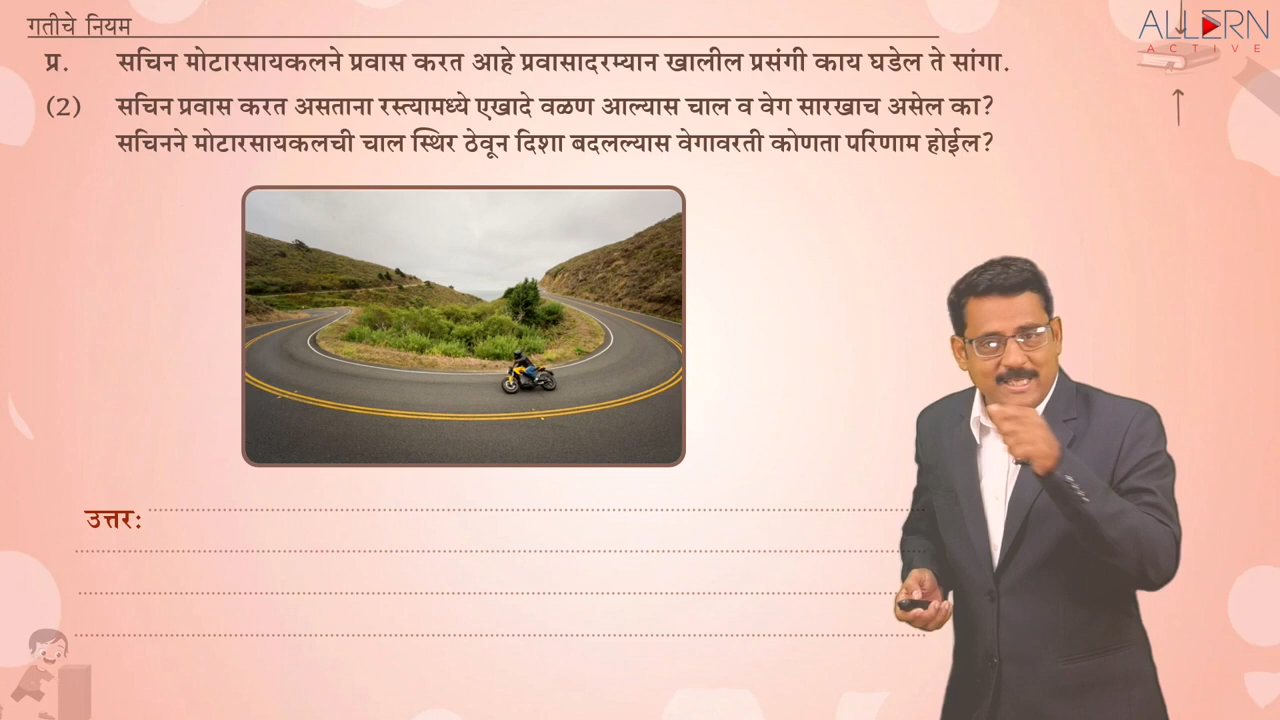 गतीचे नियम
ALLERN
ACTIVE
प्र. सचिन मोटारसायकलने प्रवास करत आहे प्रवासादरम्यान खालील प्रसंगी काय घडेल ते सांगा.
(2) सचिन प्रवास करत असताना रस्त्यामध्ये एखादे वळण आल्यास चाल व वेग सारखाच असेल का?
सचिनने मोटारसायकलची चाल स्थिर ठेवून दिशा बदलल्यास वेगावरती कोणता परिणाम होईल?
उत्तर: